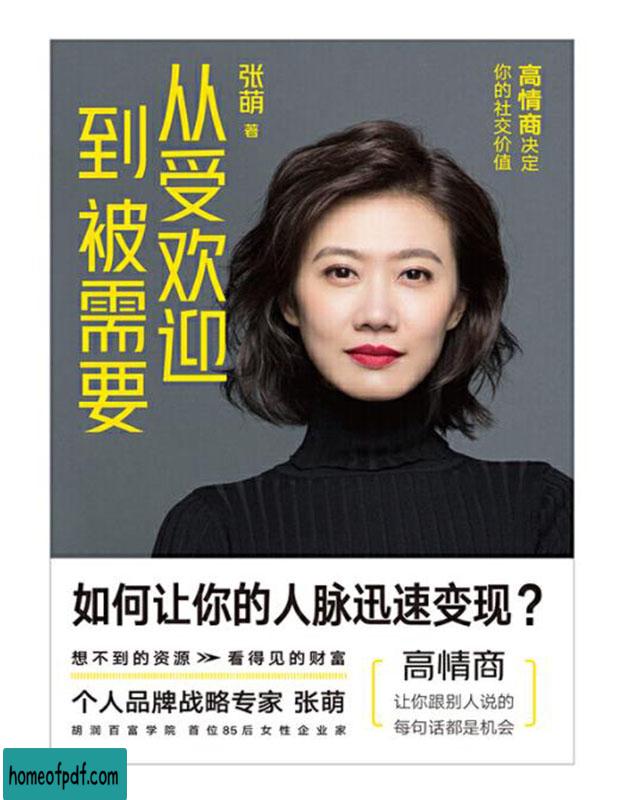 从受欢迎
到被需要
张萌 著
高情商决定
你的社交价值
如何让你的人脉迅速变现？
想不到的资源 >>> 看得见的财富
个人品牌战略专家 张萌
胡润百富学院 首位85后女性企业家
高情商
让你跟别人说的
每句话都是机会
homeofpdf.com